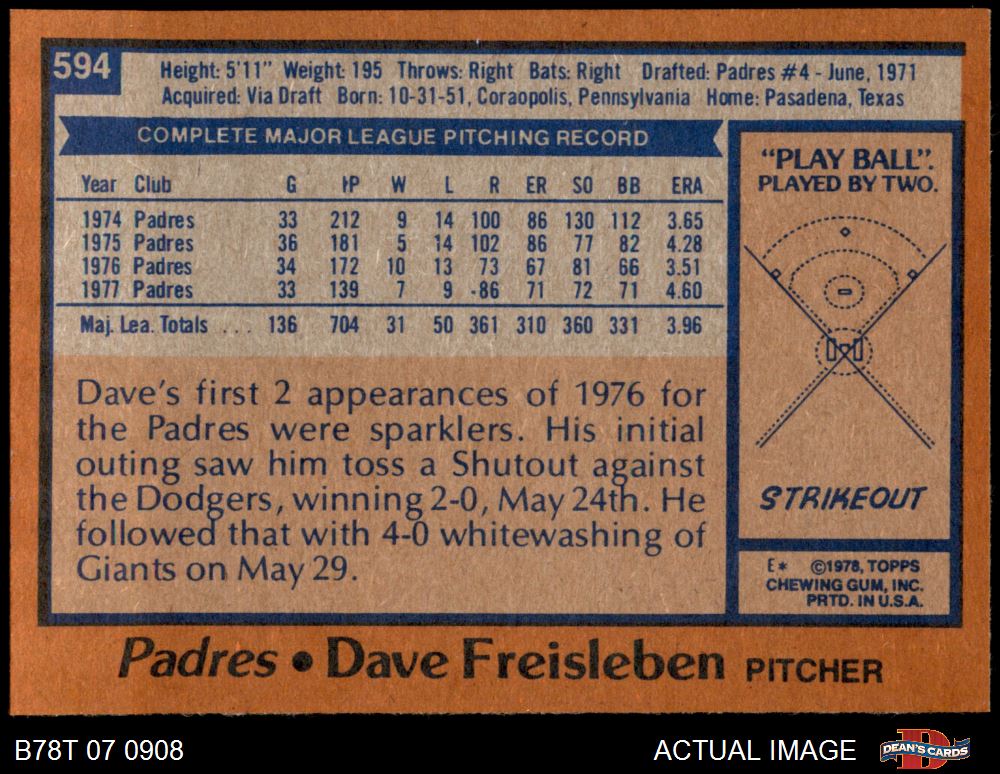 594
Height: 5'11" Weight: 195 Throws: Right Bats: Right Drafted: Padres #4 - June, 1971
Acquired: Via Draft Born: 10-31-51, Coraopolis, Pennsylvania Home: Pasadena, Texas
COMPLETE MAJOR LEAGUE PITCHING RECORD
Year Club G IP W L R ER SO BB ERA
1974 Padres 33 212 9 14 100 86 130 112 3.65
1975 Padres 36 181 5 14 102 86 77 82 4.28
1976 Padres 34 172 10 13 73 67 81 66 3.51
1977 Padres 33 139 7 9 ·86 71 72 71 4.60
Maj. Lea. Totals ... 136 704 31 50 361 310 360 331 3.96
Dave's first 2 appearances of 1976 for
the Padres were sparklers. His initial
outing saw him toss a Shutout against
the Dodgers, winning 2-0, May 24th. He
followed that with 4-0 whitewashing of
Giants on May 29.
"PLAY BALL".
PLAYED BY TWO.
STRIKEOUT
E* ©1978, TOPPS
CHEWING GUM, INC.
PRTD. IN U.S.A.
Padres • Dave Freisleben PITCHER
B78T 07 0908
ACTUAL IMAGE
DEAN'S CARDS